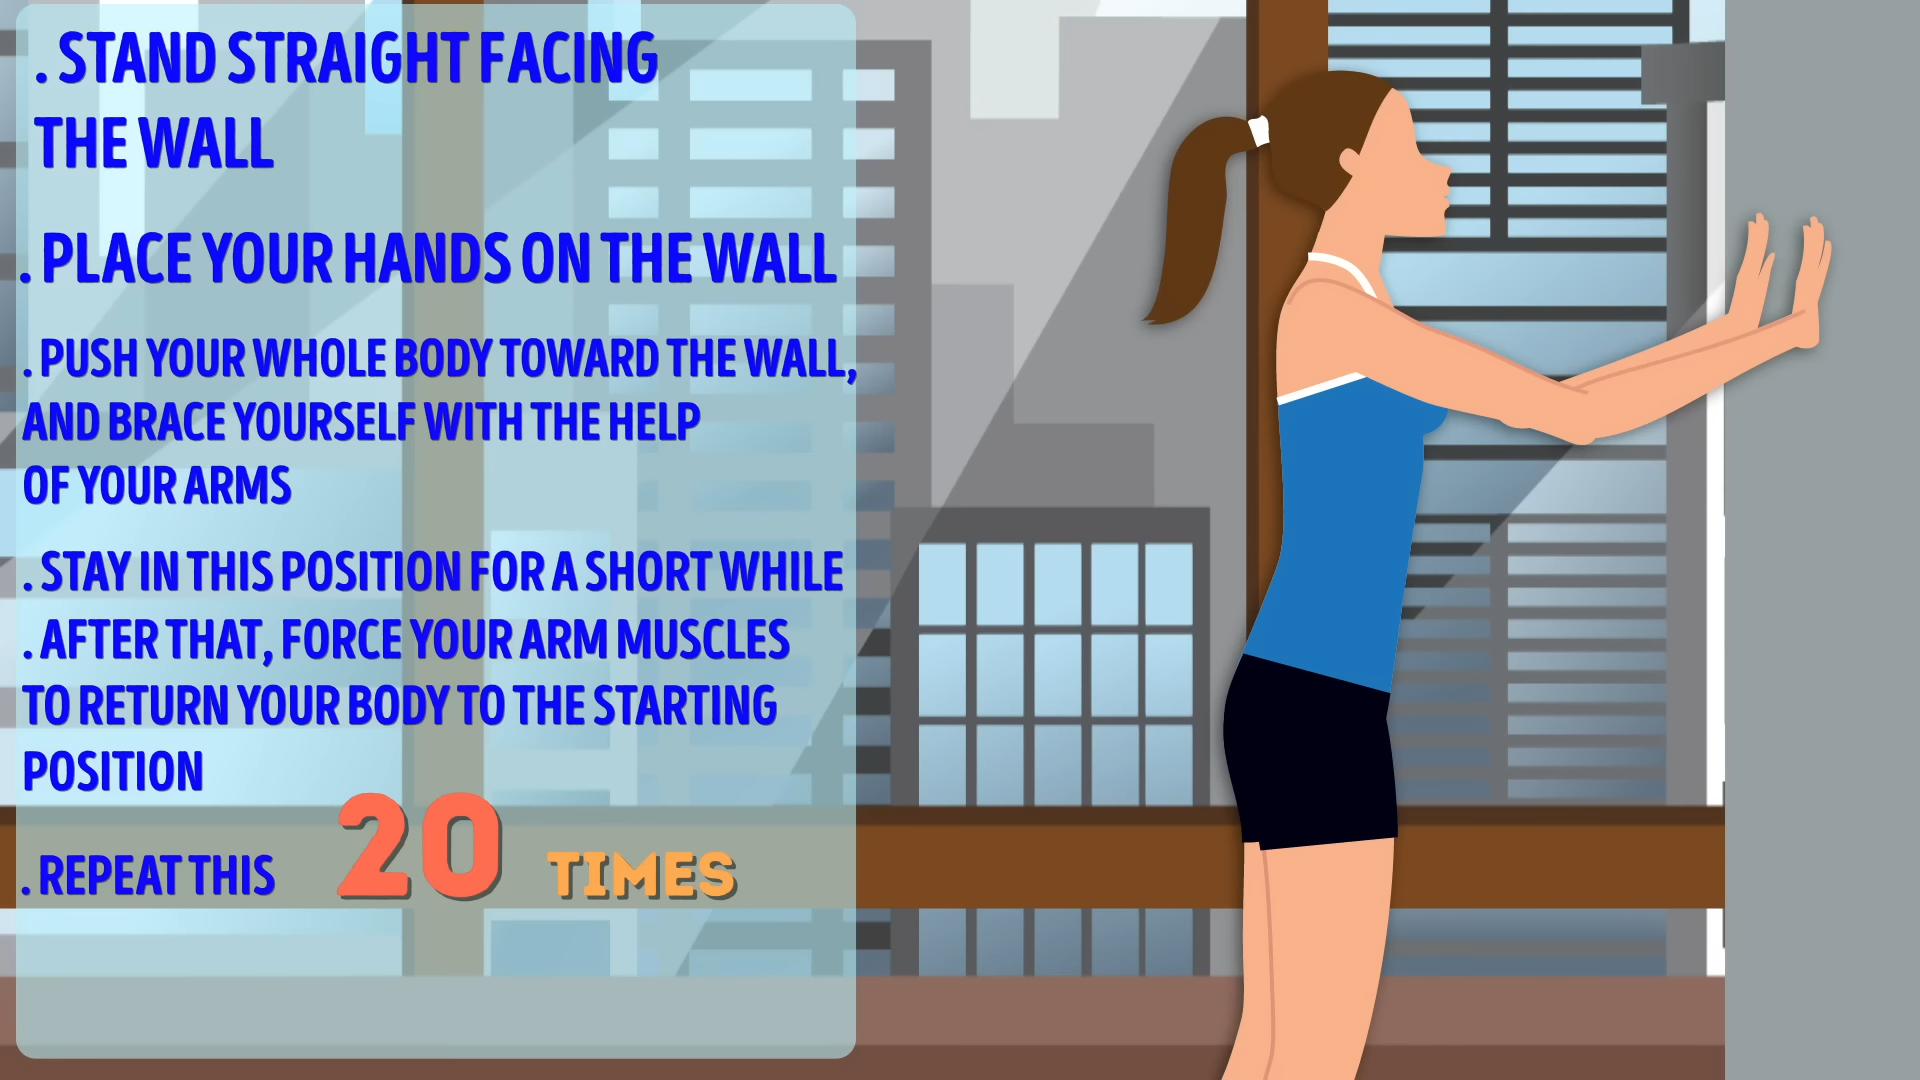 . STAND STRAIGHT FACING
THE WALL
. PLACE YOUR HANDS ON THE WALL
. PUSH YOUR WHOLE BODY TOWARD THE WALL,
AND BRACE YOURSELF WITH THE HELP
OF YOUR ARMS
. STAY IN THIS POSITION FOR A SHORT WHILE
. AFTER THAT, FORCE YOUR ARM MUSCLES
TO RETURN YOUR BODY TO THE STARTING
POSITION
. REPEAT THIS 20 TIMES